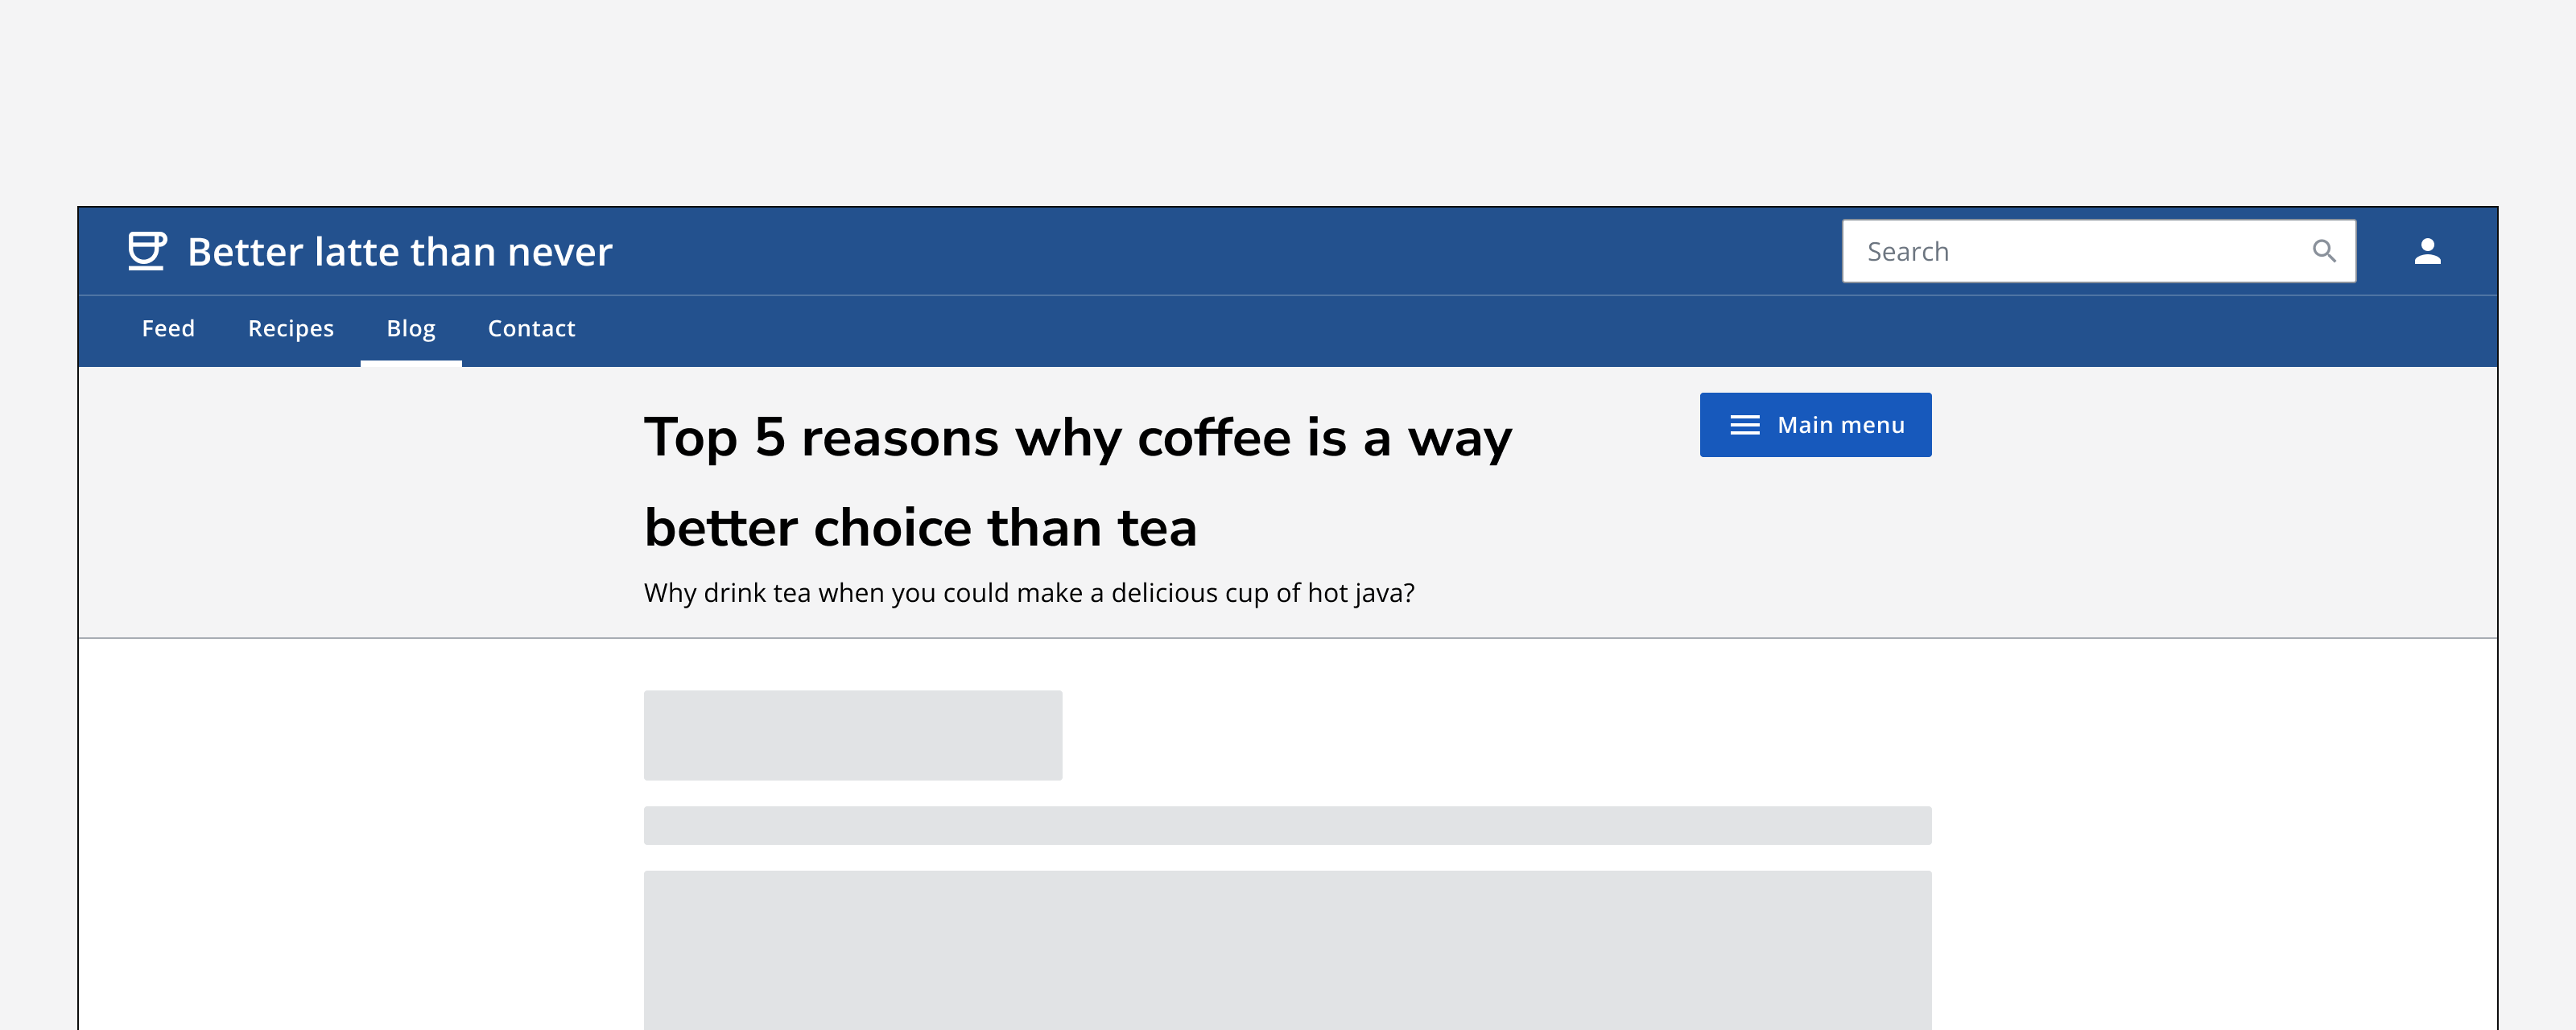 Better latte than never
Search
Feed
Recipes
Blog
Contact
Top 5 reasons why coffee is a way
better choice than tea
Main menu
Why drink tea when you could make a delicious cup of hot java?